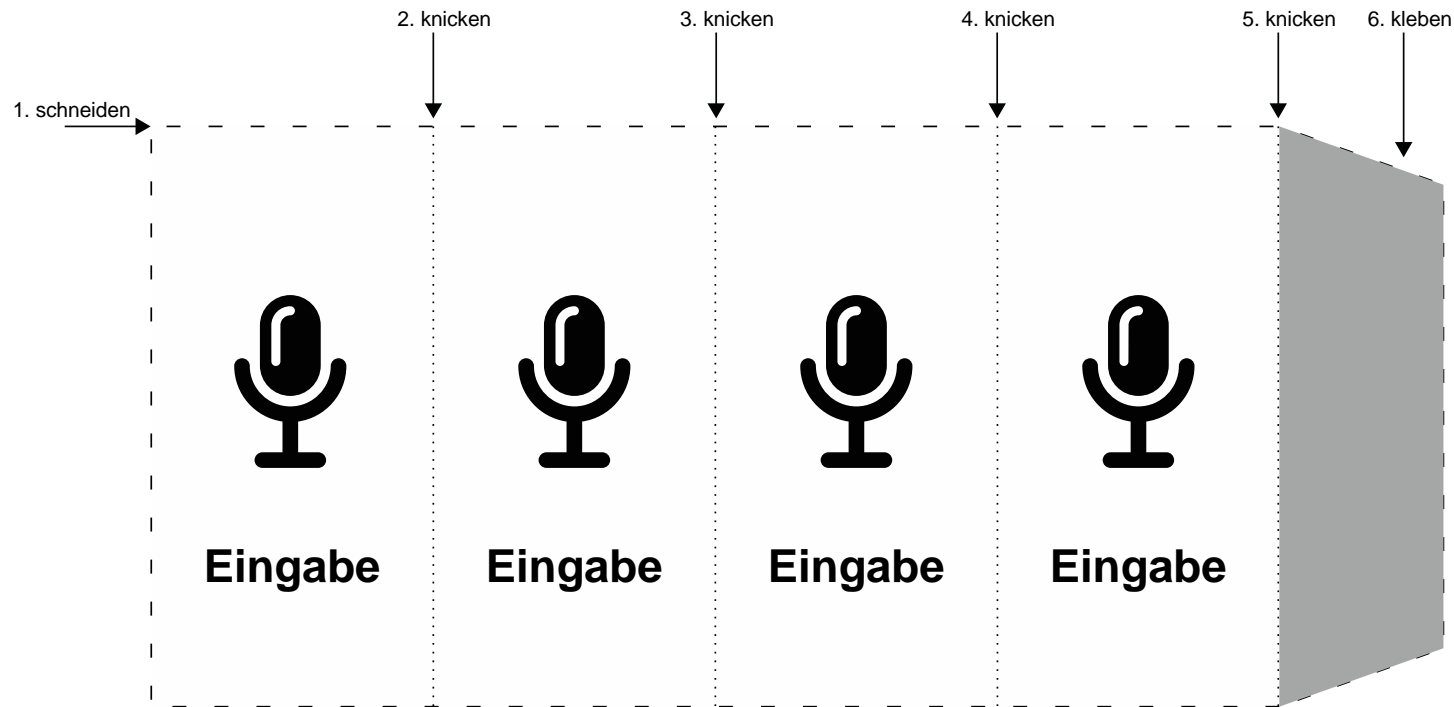 2. knicken
3. knicken
4. knicken
5. knicken
6. kleben
1. schneiden
Eingabe
Eingabe
Eingabe
Eingabe